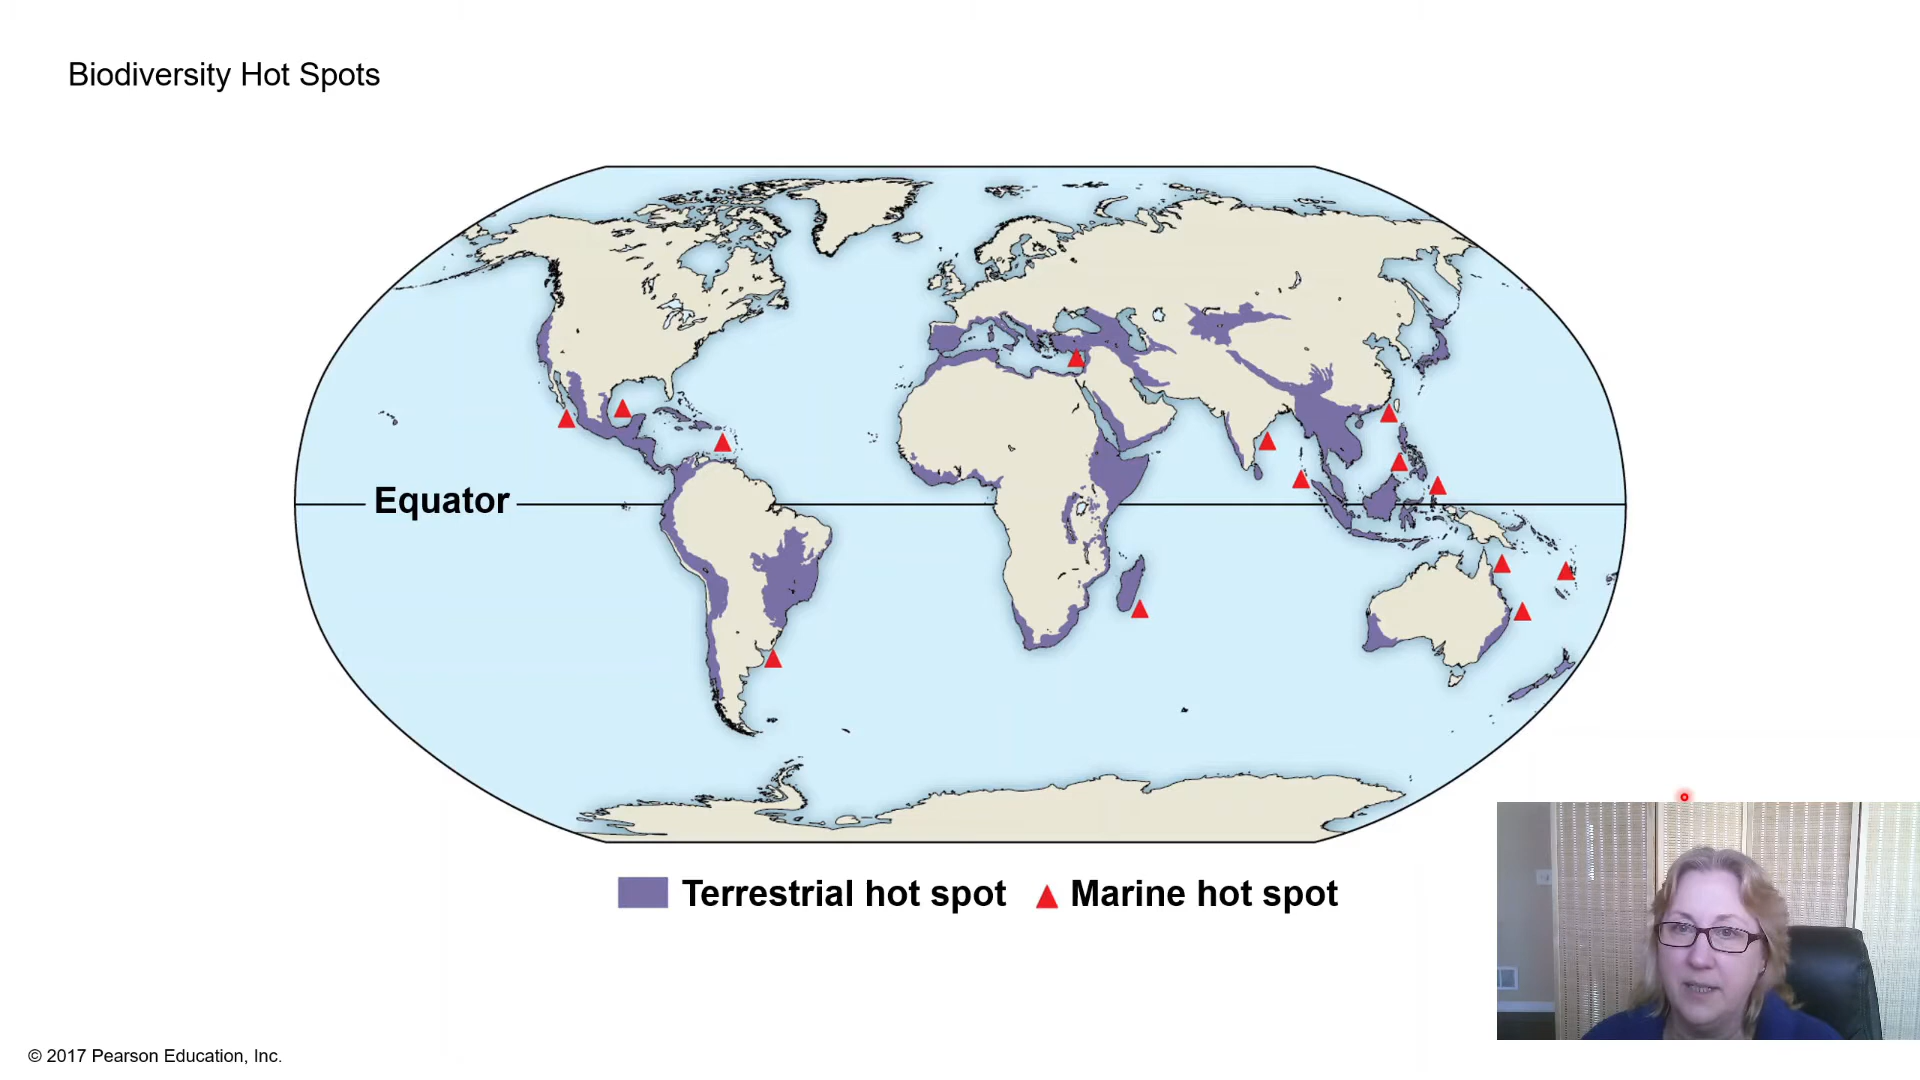 Biodiversity Hot Spots
Equator
Terrestrial hot spot
Marine hot spot
© 2017 Pearson Education, Inc.